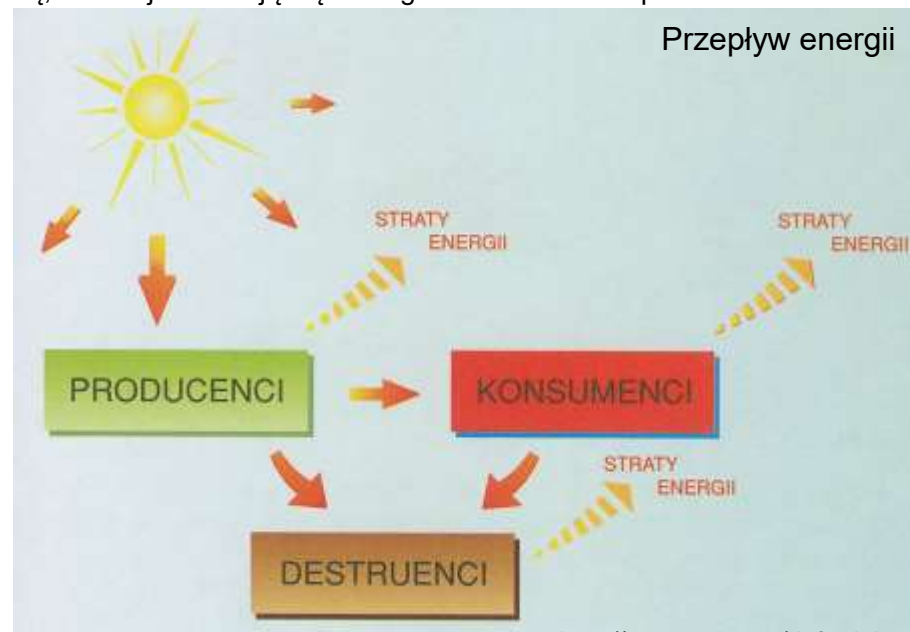 Przepływ energii
STRATY
ENERGII
STRATY
ENERGII
PRODUCENCI
KONSUMENCI
STRATY
ENERGII
DESTRUENCI